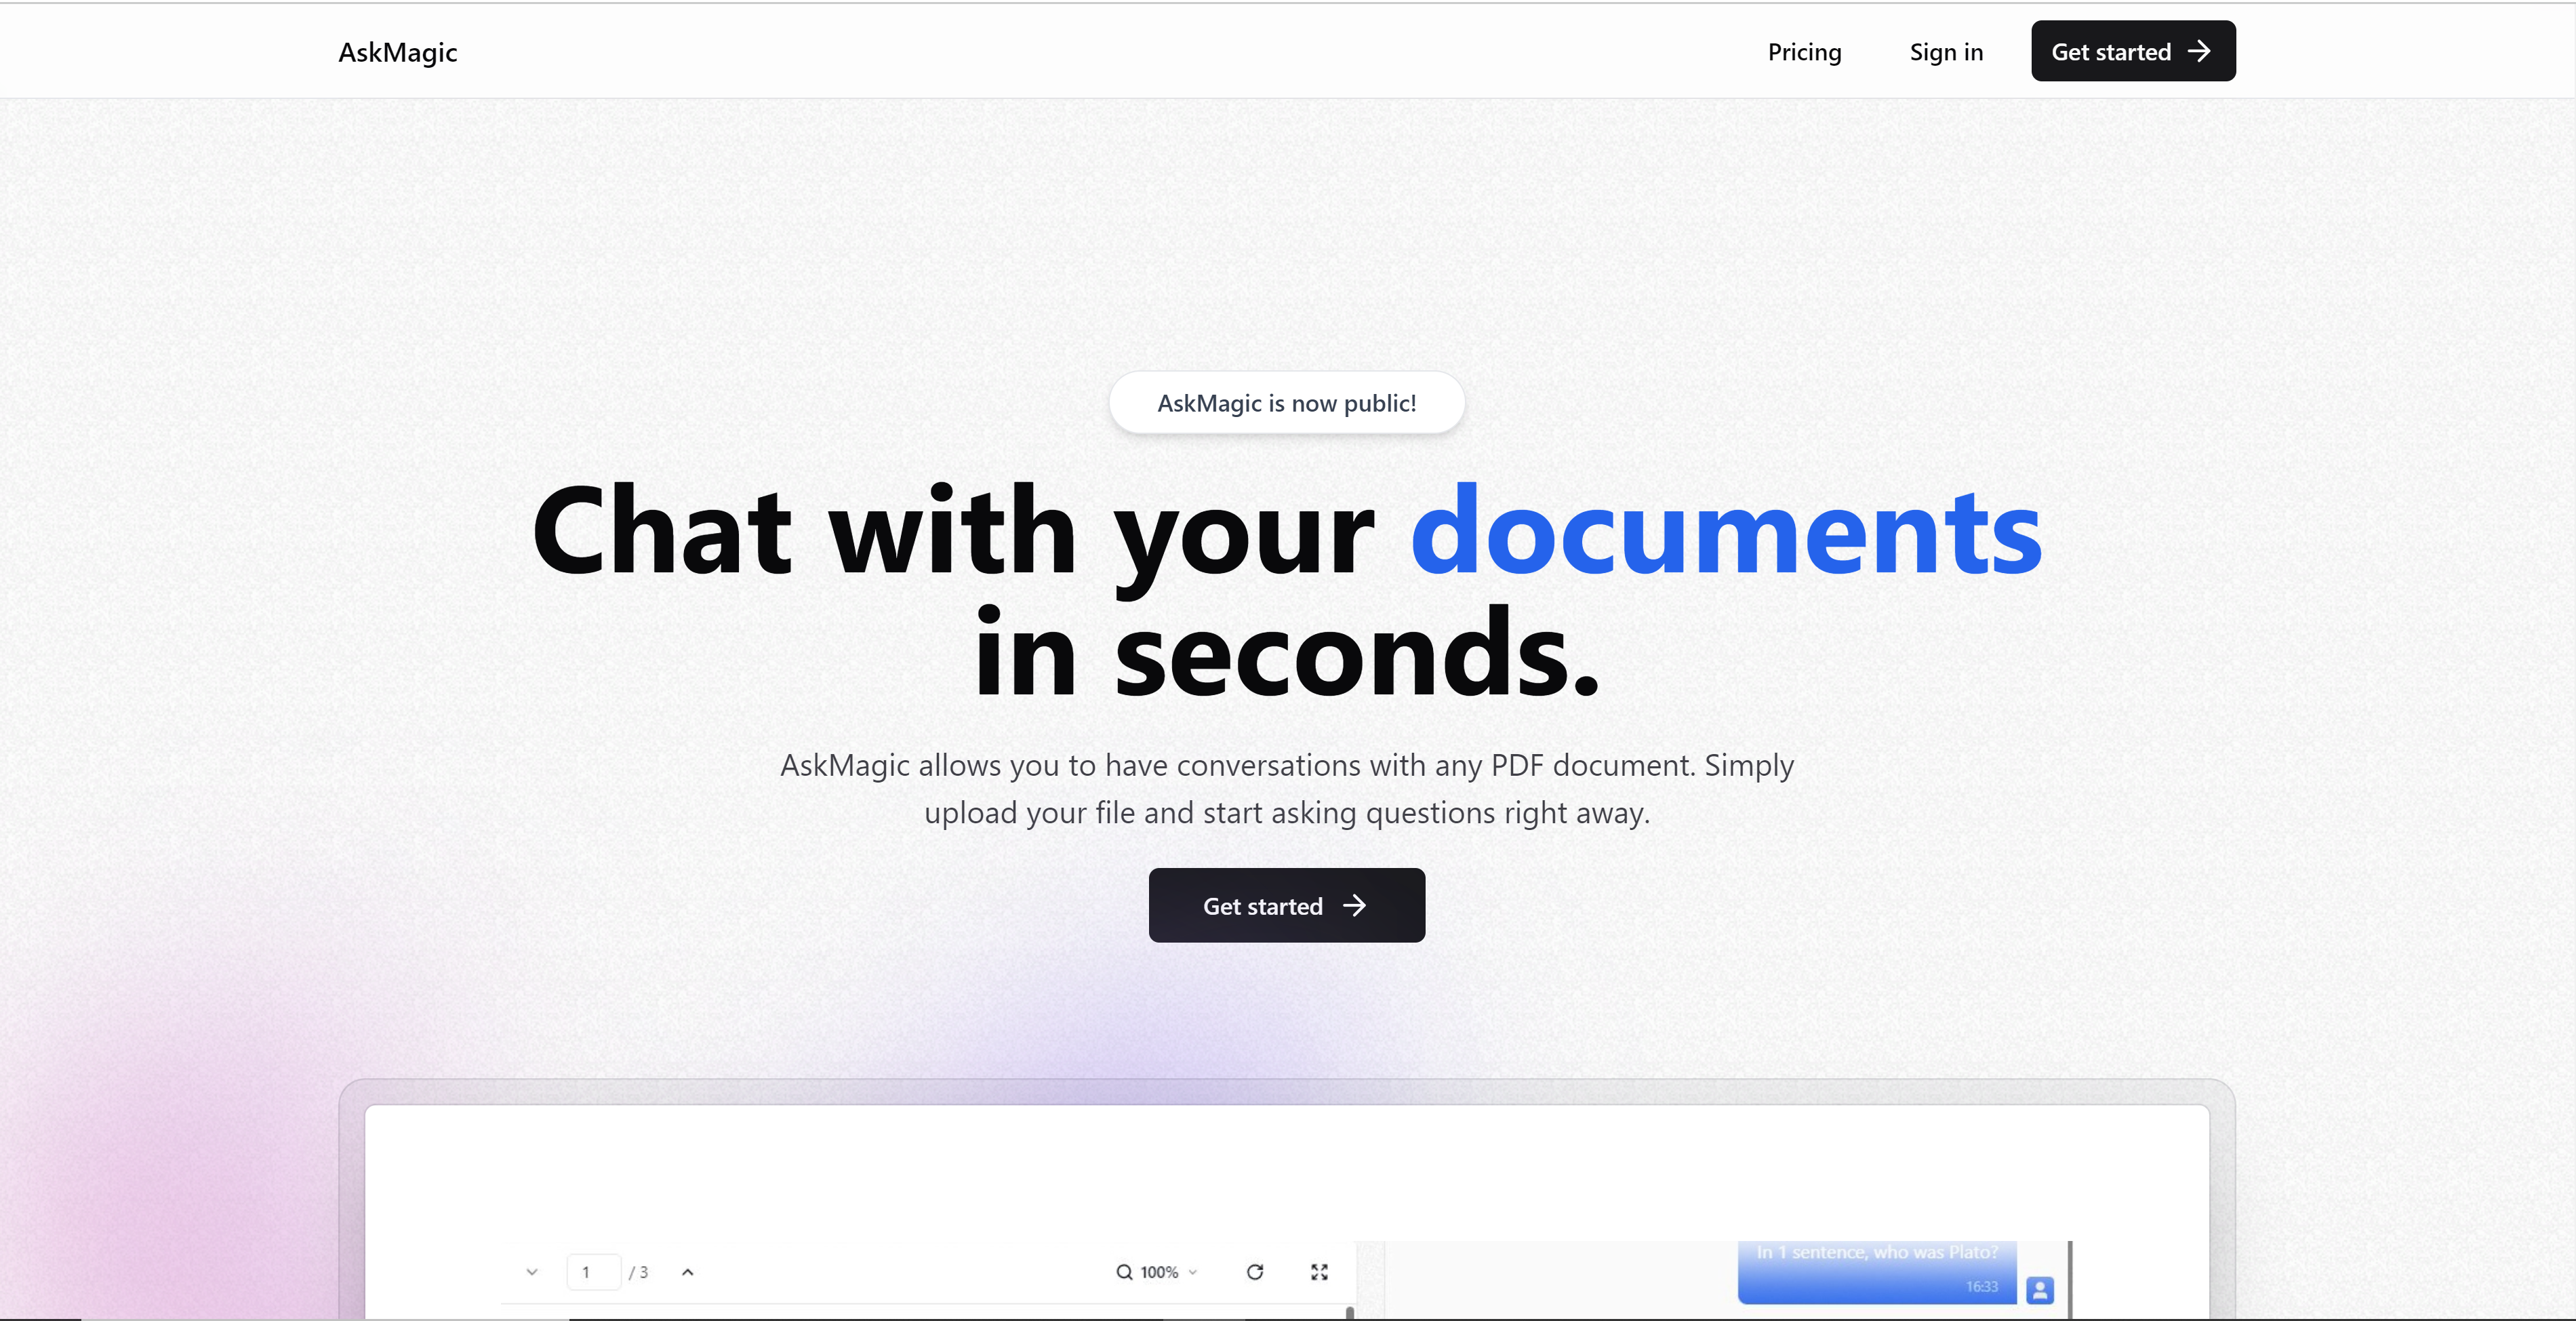 AskMagic
Pricing
Sign in
Get started
AskMagic is now public!
Chat with your documents
in seconds.
AskMagic allows you to have conversations with any PDF document. Simply
upload your file and start asking questions right away.
Get started
1 / 3
100%
In 1 sentence, who was Plato?
16:33